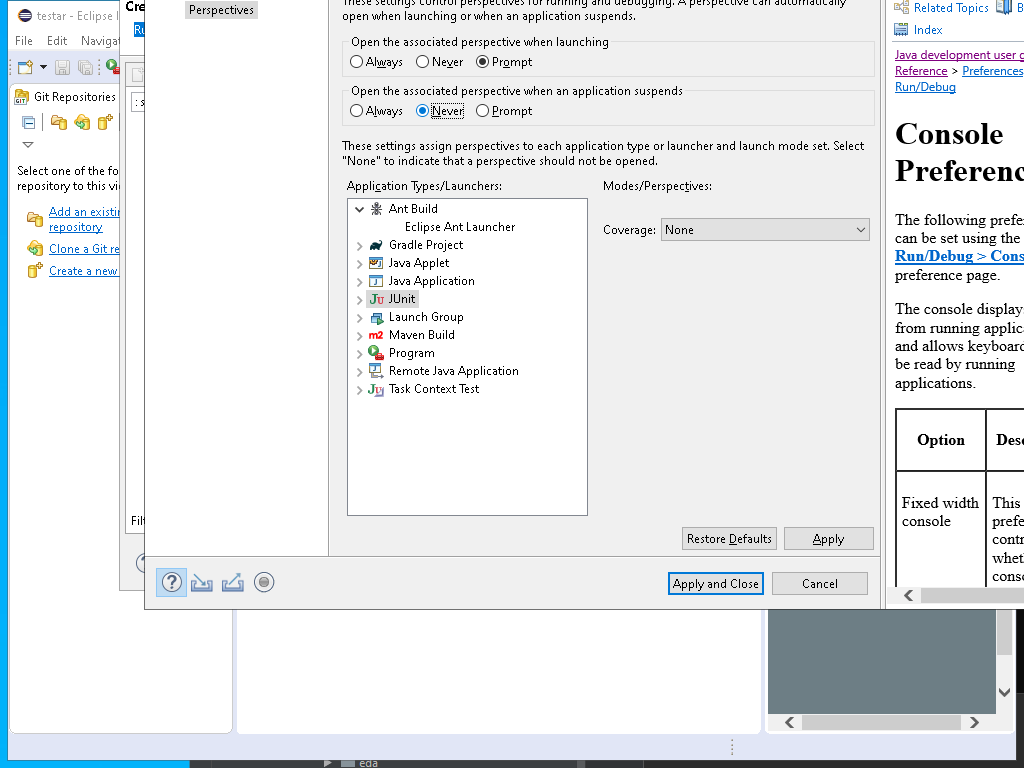 testar - Eclipse I
File Edit Navigat
Git Repositories
Select one of the fo
repository to this vi
Add an existin
repository
Clone a Git re
Create a new
Cre
Ru
: s
Filt
Perspectives
These settings control perspectives for running and debugging. A perspective can automatically
open when launching or when an application suspends.
Open the associated perspective when launching
Always Never Prompt
Open the associated perspective when an application suspends
Always Never Prompt
These settings assign perspectives to each application type or launcher and launch mode set. Select
"None" to indicate that a perspective should not be opened.
Application Types/Launchers:
Modes/Perspectives:
Ant Build
Eclipse Ant Launcher
Gradle Project
Java Applet
Java Application
JUnit
Launch Group
Maven Build
Program
Remote Java Application
Task Context Test
Coverage: None
Restore Defaults Apply
Apply and Close Cancel
Related Topics B
Index
Java development user g
Reference > Preferences
Run/Debug
Console
Preferenc
The following prefer
can be set using the
Run/Debug > Cons
preference page.
The console displays
from running applica
and allows keyboard
be read by running
applications.
Option Desc
Fixed width
console
This
prefe
contr
wheth
conso
eda